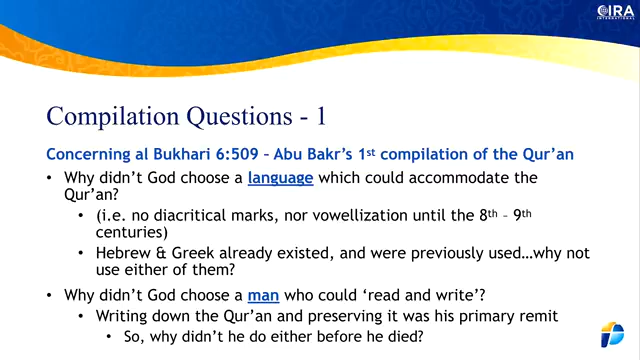 CIRA
INTERNATIONAL
Compilation Questions - 1
Concerning al Bukhari 6:509 – Abu Bakr’s 1st compilation of the Qur’an
• Why didn’t God choose a language which could accommodate the
Qur’an?
• (i.e. no diacritical marks, nor vowellization until the 8th – 9th
centuries)
• Hebrew & Greek already existed, and were previously used…why not
use either of them?
• Why didn’t God choose a man who could ‘read and write’?
• Writing down the Qur’an and preserving it was his primary remit
• So, why didn’t he do either before he died?